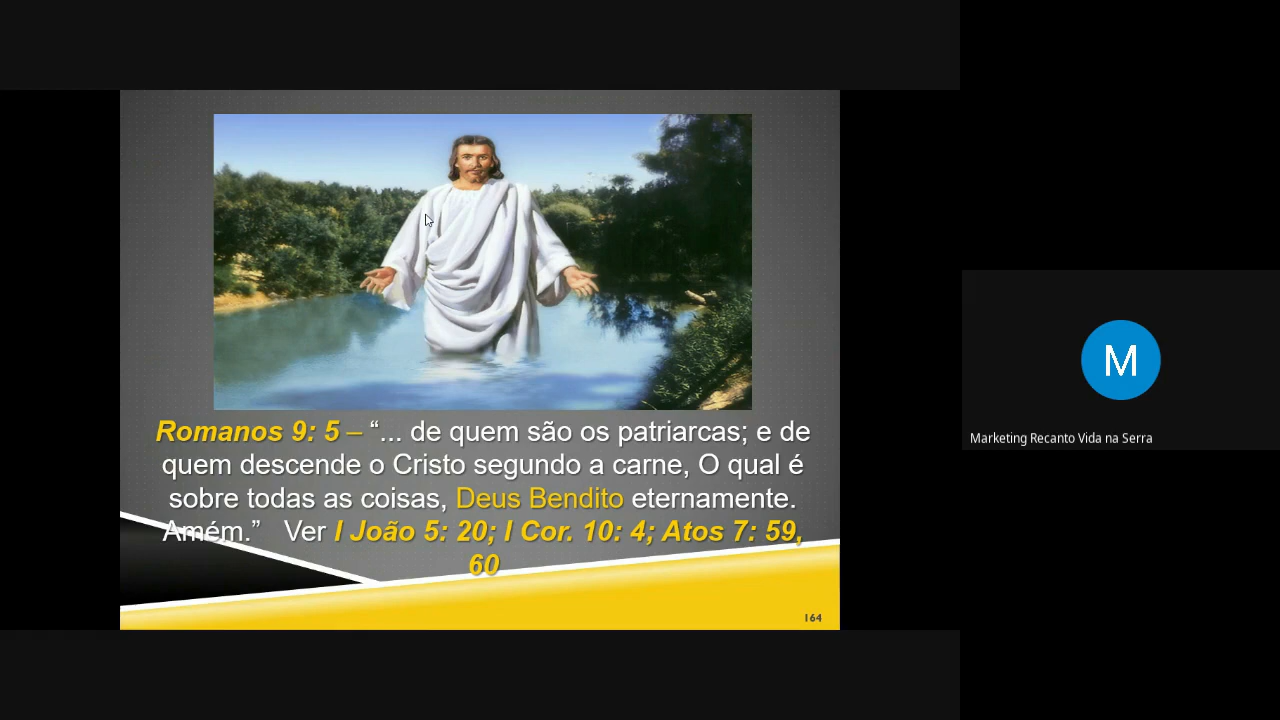 Romanos 9: 5 – “... de quem são os patriarcas; e de
quem descende o Cristo segundo a carne, O qual é
sobre todas as coisas, Deus Bendito eternamente.
Amém.” Ver I João 5: 20; I Cor. 10: 4; Atos 7: 59,
60
164
M
Marketing Recanto Vida na Serra